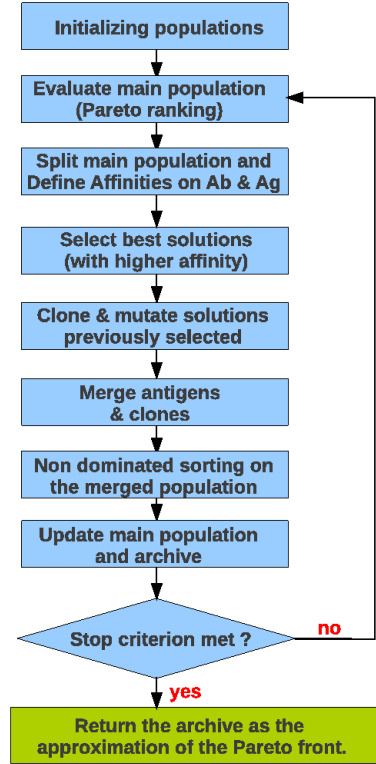 Initializing populations
Evaluate main population
(Pareto ranking)
Split main population and
Define Affinities on Ab & Ag
Select best solutions
(with higher affinity)
Clone & mutate solutions
previously selected
Merge antigens
& clones
Non dominated sorting on
the merged population
Update main population
and archive
Stop criterion met ?
no
yes
Return the archive as the
approximation of the Pareto front.